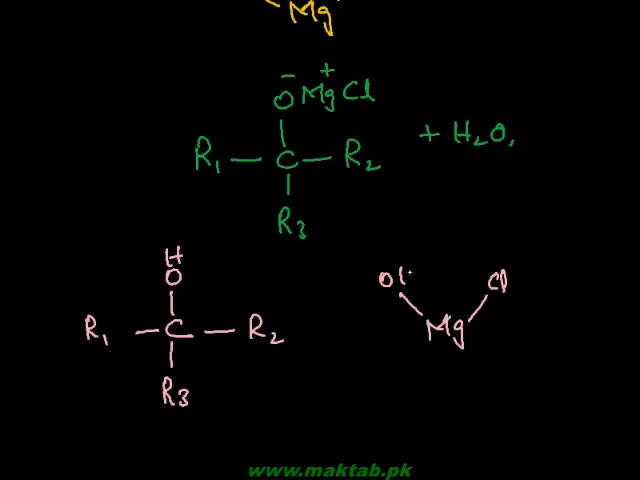 Mg
O⁻ Mg⁺ Cl
R₁ — C — R₂ + H₂O,
R₃
H
O
OH Cl
R₁ — C — R₂ Mg
R₃
www.maktab.pk